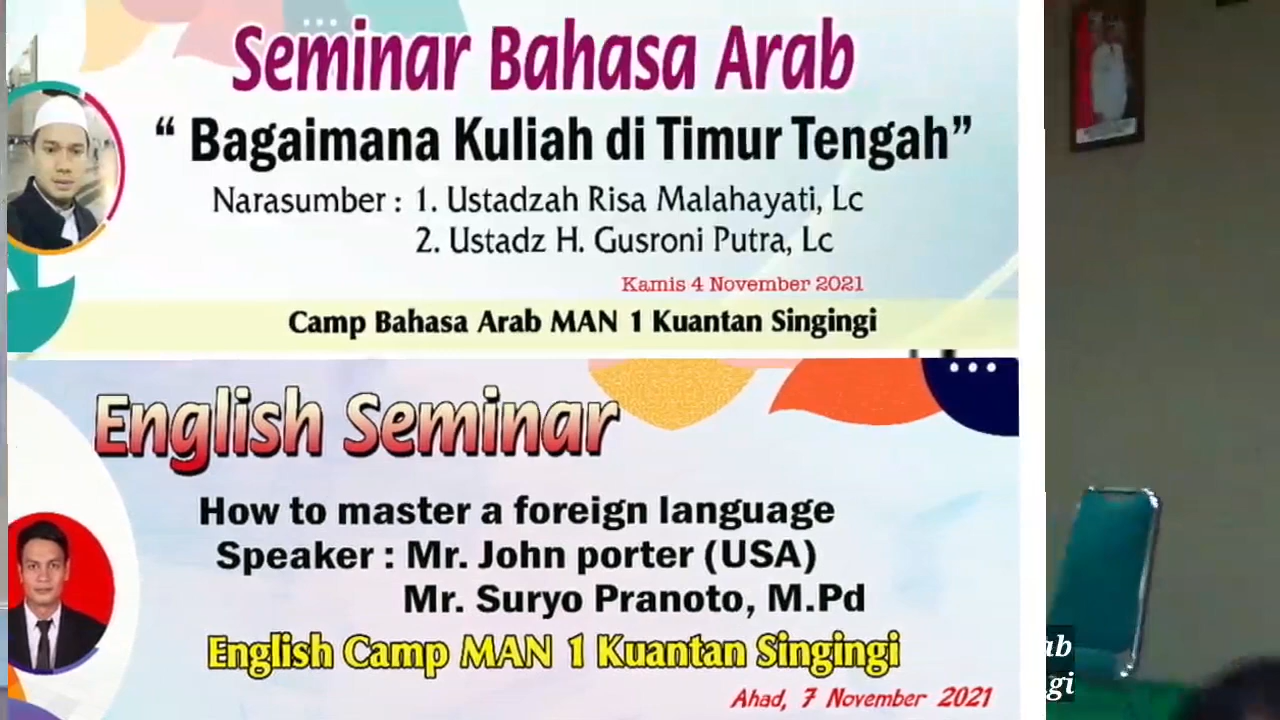 Seminar Bahasa Arab
“ Bagaimana Kuliah di Timur Tengah”
Narasumber : 1. Ustadzah Risa Malahayati, Lc
2. Ustadz H. Gusroni Putra, Lc
Kamis 4 November 2021
Camp Bahasa Arab MAN 1 Kuantan Singingi
English Seminar
How to master a foreign language
Speaker : Mr. John porter (USA)
Mr. Suryo Pranoto, M.Pd
English Camp MAN 1 Kuantan Singingi
Ahad, 7 November 2021